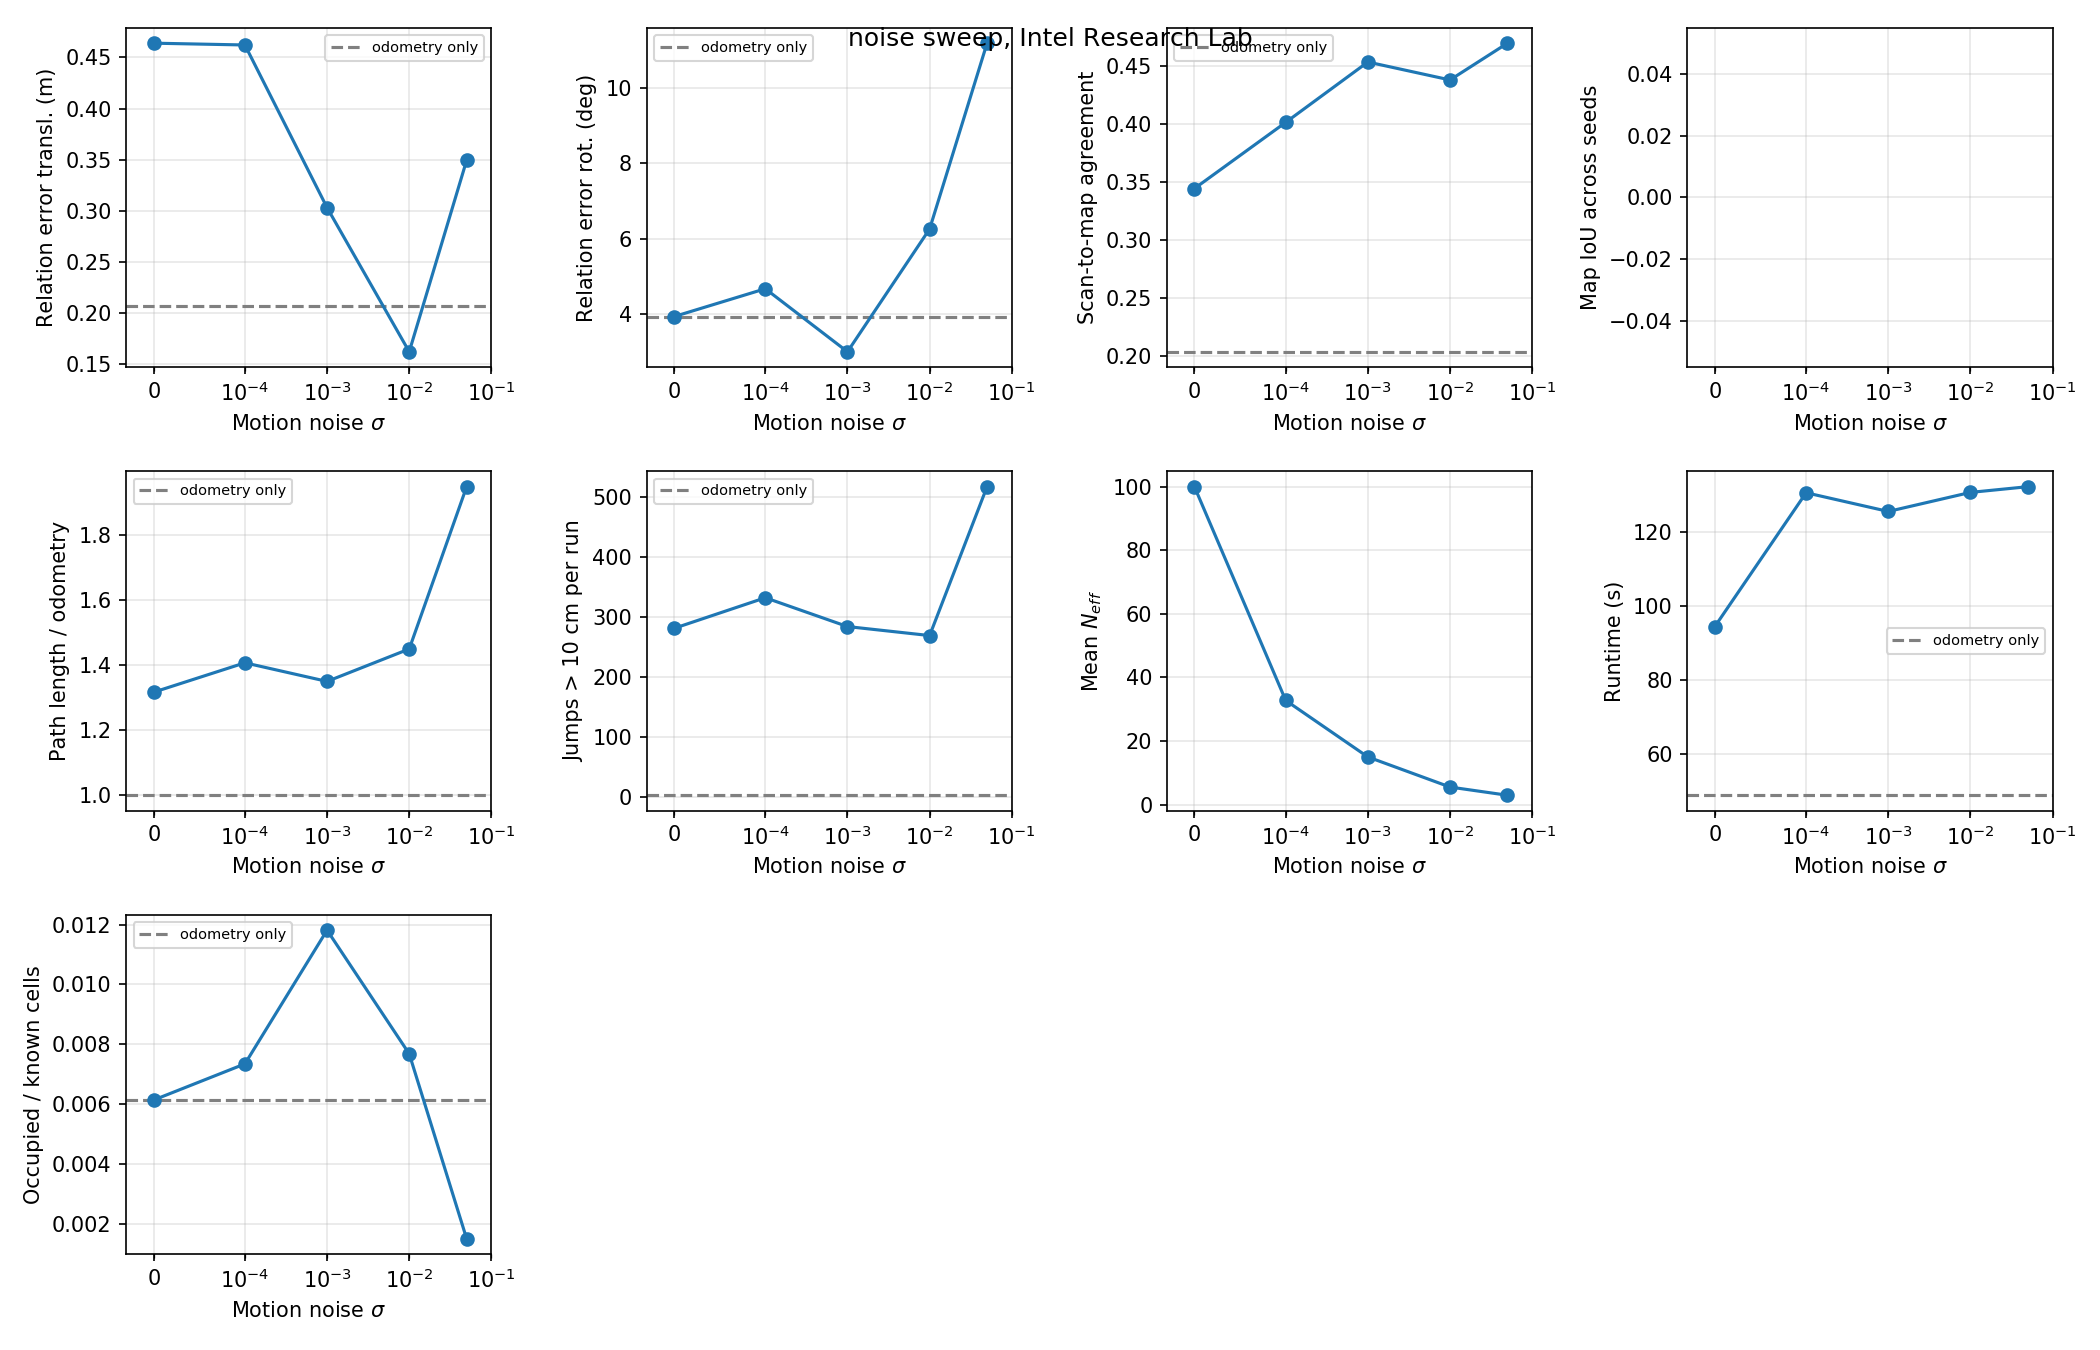 noise sweep, Intel Research Lab
Relation error transl. (m)
0.45
0.40
0.35
0.30
0.25
0.20
0.15
odometry only
0 10⁻⁴ 10⁻³ 10⁻² 10⁻¹
Motion noise σ
Relation error rot. (deg)
10
8
6
4
odometry only
0 10⁻⁴ 10⁻³ 10⁻² 10⁻¹
Motion noise σ
Scan-to-map agreement
0.45
0.40
0.35
0.30
0.25
0.20
odometry only
0 10⁻⁴ 10⁻³ 10⁻² 10⁻¹
Motion noise σ
Map IoU across seeds
0.04
0.02
0.00
−0.02
−0.04
0 10⁻⁴ 10⁻³ 10⁻² 10⁻¹
Motion noise σ
Path length / odometry
1.8
1.6
1.4
1.2
1.0
odometry only
0 10⁻⁴ 10⁻³ 10⁻² 10⁻¹
Motion noise σ
Jumps > 10 cm per run
500
400
300
200
100
0
odometry only
0 10⁻⁴ 10⁻³ 10⁻² 10⁻¹
Motion noise σ
Mean N_eff
100
80
60
40
20
0
0 10⁻⁴ 10⁻³ 10⁻² 10⁻¹
Motion noise σ
Runtime (s)
120
100
80
60
odometry only
0 10⁻⁴ 10⁻³ 10⁻² 10⁻¹
Motion noise σ
Occupied / known cells
0.012
0.010
0.008
0.006
0.004
0.002
odometry only
0 10⁻⁴ 10⁻³ 10⁻² 10⁻¹
Motion noise σ